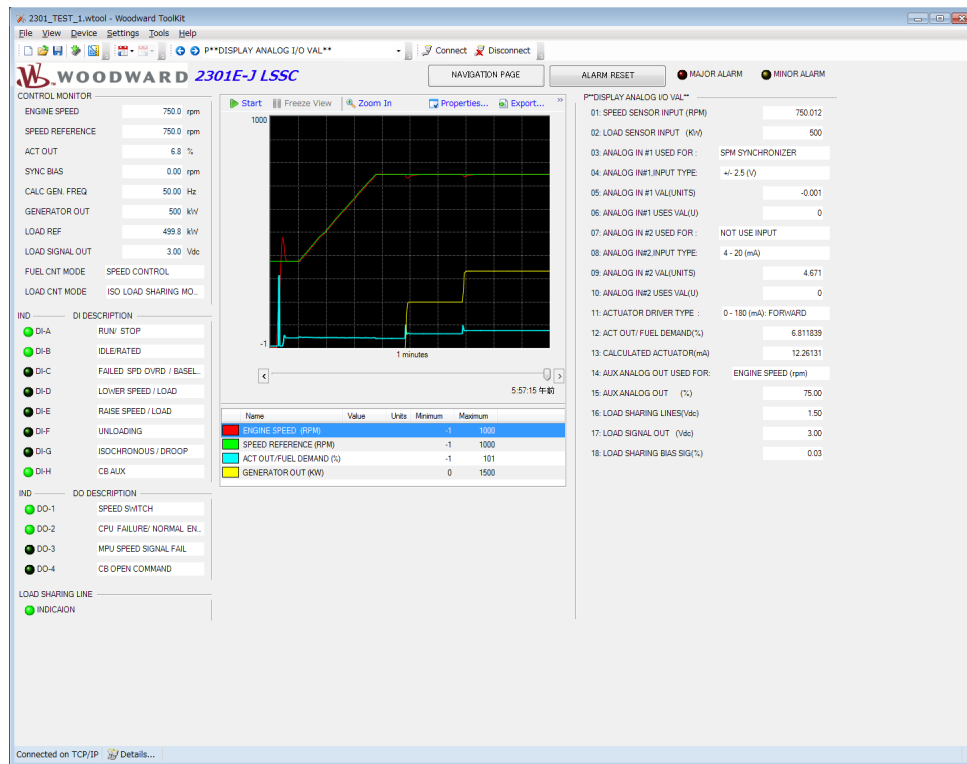 2301_TEST_1.wtool - Woodward ToolKit
File View Device Settings Tools Help
P**DISPLAY ANALOG I/O VAL** Connect Disconnect
WOODWARD 2301E-J LSSC NAVIGATION PAGE ALARM RESET MAJOR ALARM MINOR ALARM
CONTROL MONITOR
ENGINE SPEED 750.0 rpm
SPEED REFERENCE 750.0 rpm
ACT OUT 6.8 %
SYNC BIAS 0.00 rpm
CALC GEN. FREQ 50.00 Hz
GENERATOR OUT 500 kW
LOAD REF 499.8 kW
LOAD SIGNAL OUT 3.00 Vdc
FUEL CNT MODE SPEED CONTROL
LOAD CNT MODE ISO LOAD SHARING MO...
IND DI DESCRIPTION
DI-A RUN/ STOP
DI-B IDLE/RATED
DI-C FAILED SPD OVRD / BASEL...
DI-D LOWER SPEED / LOAD
DI-E RAISE SPEED / LOAD
DI-F UNLOADING
DI-G ISOCHRONOUS / DROOP
DI-H CB AUX
IND DO DESCRIPTION
DO-1 SPEED SWITCH
DO-2 CPU FAILURE/ NORMAL EN...
DO-3 MPU SPEED SIGNAL FAIL
DO-4 CB OPEN COMMAND
LOAD SHARING LINE
INDICAION
Start Freeze View Zoom In Properties... Export... »
1000
-1
1 minutes
< >
5:57:15 午前
Name Value Units Minimum Maximum
ENGINE SPEED (RPM) -1 1000
SPEED REFERENCE (RPM) -1 1000
ACT OUT/FUEL DEMAND (%) -1 101
GENERATOR OUT (KW) 0 1500
P**DISPLAY ANALOG I/O VAL**
01: SPEED SENSOR INPUT (RPM) 750.012
02: LOAD SENSOR INPUT (KW) 500
03: ANALOG IN #1 USED FOR : SPM SYNCHRONIZER
04: ANALOG IN#1,INPUT TYPE: +/- 2.5 (V)
05: ANALOG IN #1 VAL(UNITS) -0.001
06: ANALOG IN#1 USES VAL(U) 0
07: ANALOG IN #2 USED FOR : NOT USE INPUT
08: ANALOG IN#2,INPUT TYPE: 4 - 20 (mA)
09: ANALOG IN #2 VAL(UNITS) 4.671
10: ANALOG IN#2 USES VAL(U) 0
11: ACTUATOR DRIVER TYPE : 0 - 180 (mA): FORWARD
12: ACT OUT/ FUEL DEMAND(%) 6.811839
13: CALCULATED ACTUATOR(mA) 12.26131
14: AUX ANALOG OUT USED FOR: ENGINE SPEED (rpm)
15: AUX ANALOG OUT (%) 75.00
16: LOAD SHARING LINES(Vdc) 1.50
17: LOAD SIGNAL OUT (Vdc) 3.00
18: LOAD SHARING BIAS SIG(%) 0.03
Connected on TCP/IP Details...